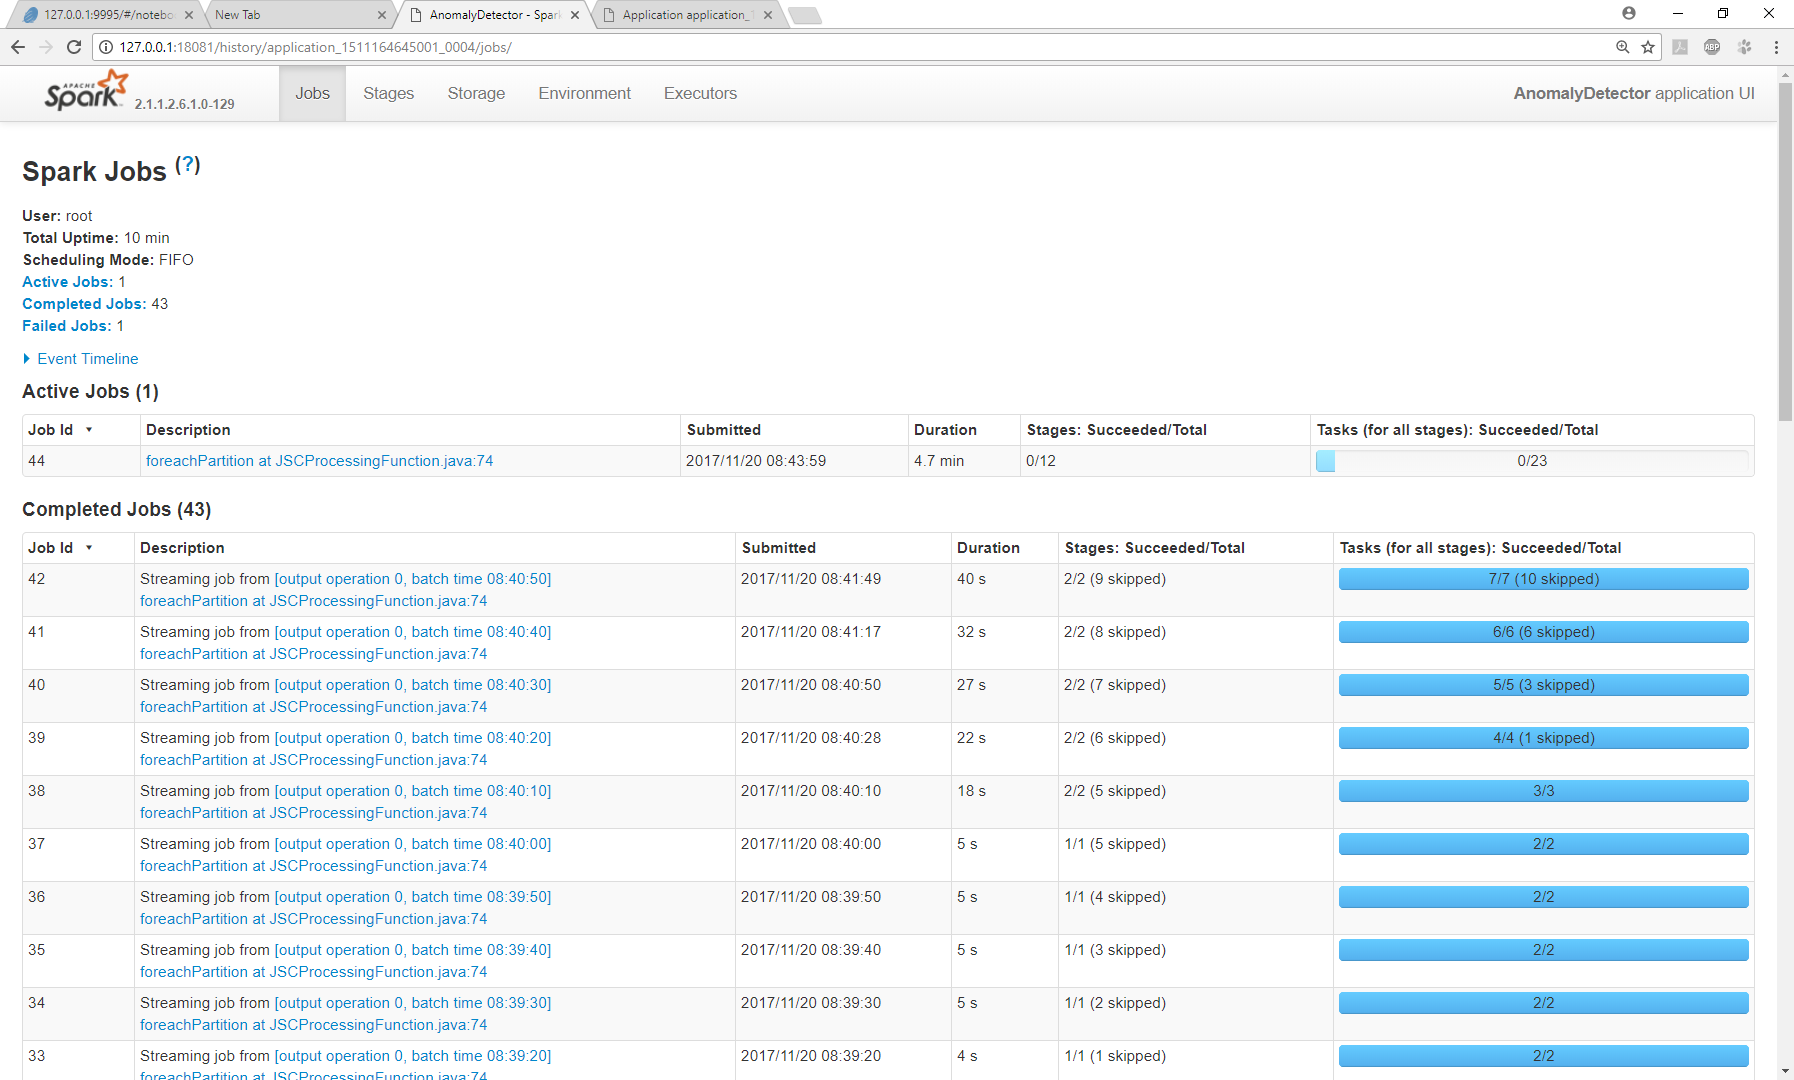 127.0.0.1:9995/#/notebo
New Tab
AnomalyDetector - Spark
Application application_1
127.0.0.1:18081/history/application_1511164645001_0004/jobs/
ABP
APACHE
Spark
2.1.1.2.6.1.0-129
Jobs
Stages
Storage
Environment
Executors
AnomalyDetector application UI
Spark Jobs (?)
User: root
Total Uptime: 10 min
Scheduling Mode: FIFO
Active Jobs: 1
Completed Jobs: 43
Failed Jobs: 1
Event Timeline
Active Jobs (1)
Job Id ▾ Description Submitted Duration Stages: Succeeded/Total Tasks (for all stages): Succeeded/Total
44 foreachPartition at JSCProcessingFunction.java:74 2017/11/20 08:43:59 4.7 min 0/12 0/23
Completed Jobs (43)
Job Id ▾ Description Submitted Duration Stages: Succeeded/Total Tasks (for all stages): Succeeded/Total
42 Streaming job from [output operation 0, batch time 08:40:50] 2017/11/20 08:41:49 40 s 2/2 (9 skipped) 7/7 (10 skipped)
foreachPartition at JSCProcessingFunction.java:74
41 Streaming job from [output operation 0, batch time 08:40:40] 2017/11/20 08:41:17 32 s 2/2 (8 skipped) 6/6 (6 skipped)
foreachPartition at JSCProcessingFunction.java:74
40 Streaming job from [output operation 0, batch time 08:40:30] 2017/11/20 08:40:50 27 s 2/2 (7 skipped) 5/5 (3 skipped)
foreachPartition at JSCProcessingFunction.java:74
39 Streaming job from [output operation 0, batch time 08:40:20] 2017/11/20 08:40:28 22 s 2/2 (6 skipped) 4/4 (1 skipped)
foreachPartition at JSCProcessingFunction.java:74
38 Streaming job from [output operation 0, batch time 08:40:10] 2017/11/20 08:40:10 18 s 2/2 (5 skipped) 3/3
foreachPartition at JSCProcessingFunction.java:74
37 Streaming job from [output operation 0, batch time 08:40:00] 2017/11/20 08:40:00 5 s 1/1 (5 skipped) 2/2
foreachPartition at JSCProcessingFunction.java:74
36 Streaming job from [output operation 0, batch time 08:39:50] 2017/11/20 08:39:50 5 s 1/1 (4 skipped) 2/2
foreachPartition at JSCProcessingFunction.java:74
35 Streaming job from [output operation 0, batch time 08:39:40] 2017/11/20 08:39:40 5 s 1/1 (3 skipped) 2/2
foreachPartition at JSCProcessingFunction.java:74
34 Streaming job from [output operation 0, batch time 08:39:30] 2017/11/20 08:39:30 5 s 1/1 (2 skipped) 2/2
foreachPartition at JSCProcessingFunction.java:74
33 Streaming job from [output operation 0, batch time 08:39:20] 2017/11/20 08:39:20 4 s 1/1 (1 skipped) 2/2
foreachPartition at JSCProcessingFunction.java:74